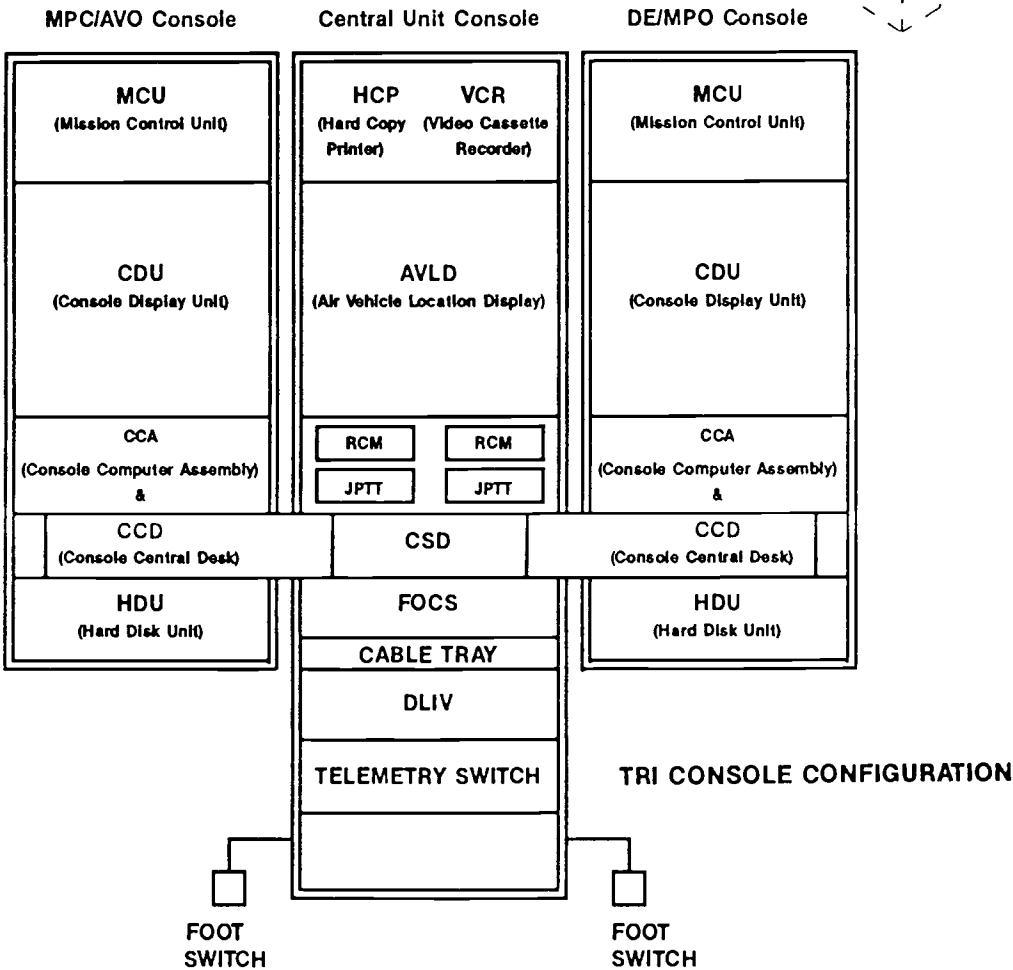 MPC/AVO Console
MCU
(Mission Control Unit)
CDU
(Console Display Unit)
CCA
(Console Computer Assembly)
&
CCD
(Console Central Desk)
HDU
(Hard Disk Unit)
Central Unit Console
HCP VCR
(Hard Copy (Video Cassette
Printer) Recorder)
AVLD
(Air Vehicle Location Display)
RCM RCM
JPTT JPTT
CSD
FOCS
CABLE TRAY
DLIV
TELEMETRY SWITCH
DE/MPO Console
MCU
(Mission Control Unit)
CDU
(Console Display Unit)
CCA
(Console Computer Assembly)
&
CCD
(Console Central Desk)
HDU
(Hard Disk Unit)
TRI CONSOLE CONFIGURATION
FOOT
SWITCH
FOOT
SWITCH